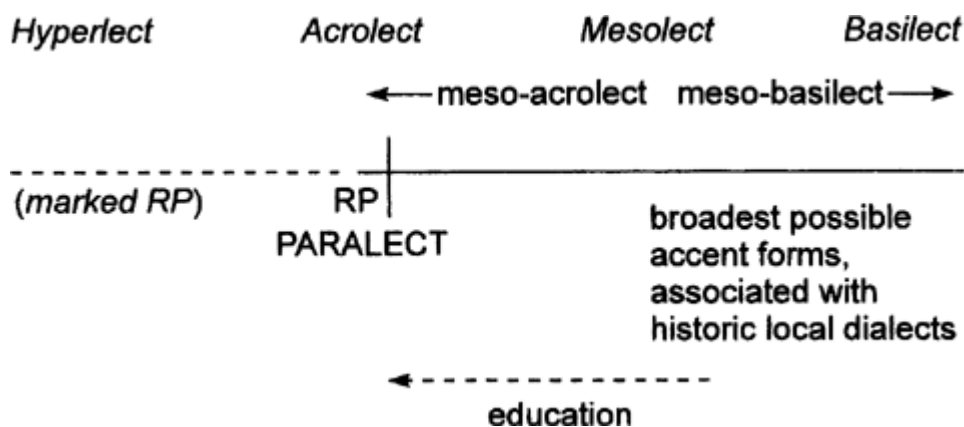 Hyperlect Acrolect Mesolect Basilect
meso-acrolect meso-basilect
(marked RP) RP
PARALECT
broadest possible
accent forms,
associated with
historic local dialects
education